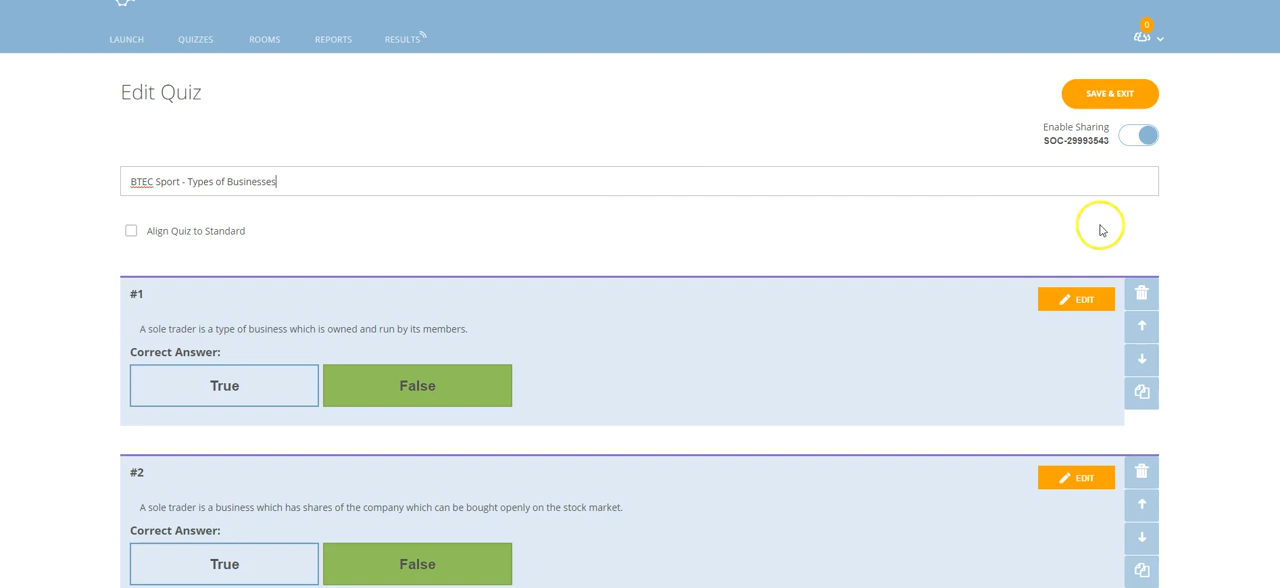 0
LAUNCH QUIZZES ROOMS REPORTS RESULTS
Edit Quiz
SAVE & EXIT
Enable Sharing
SOC-29993543
BTEC Sport - Types of Businesses
Align Quiz to Standard
#1
EDIT
A sole trader is a type of business which is owned and run by its members.
Correct Answer:
True False
#2
EDIT
A sole trader is a business which has shares of the company which can be bought openly on the stock market.
Correct Answer:
True False